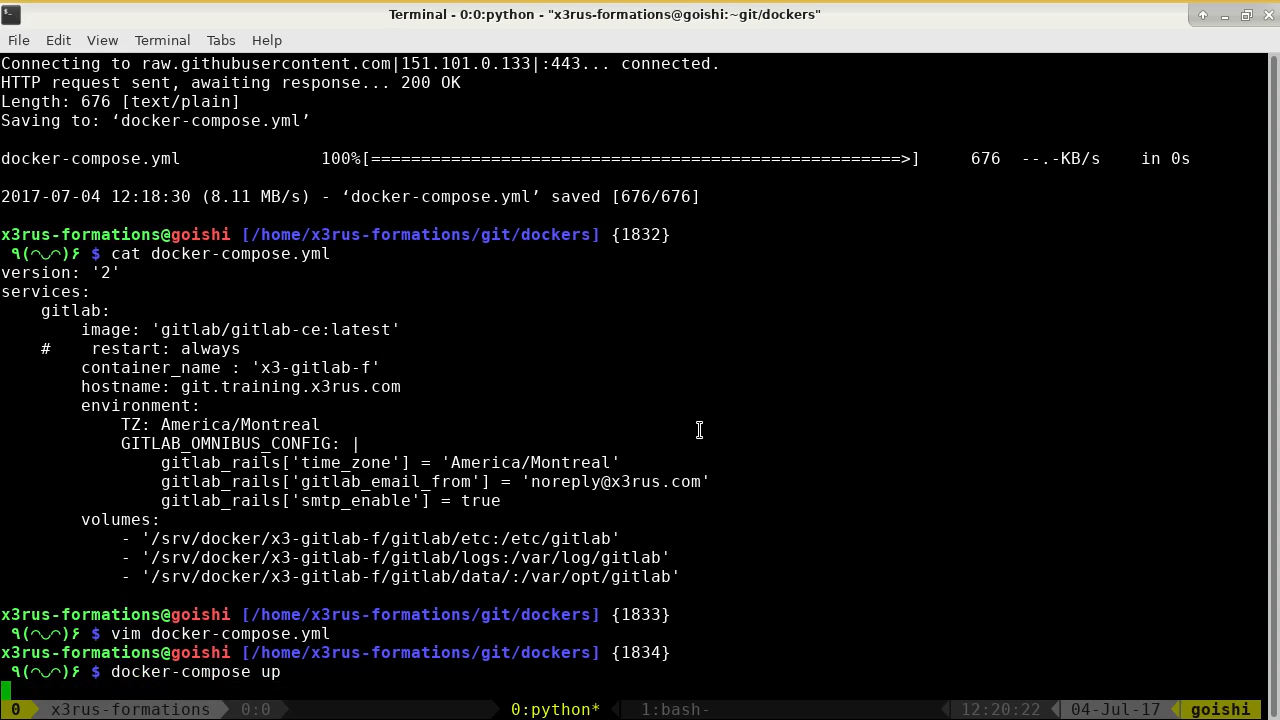 Terminal - 0:0:python - "x3rus-formations@goishi:~git/dockers"
File Edit View Terminal Tabs Help
Connecting to raw.githubusercontent.com|151.101.0.133|:443... connected.
HTTP request sent, awaiting response... 200 OK
Length: 676 [text/plain]
Saving to: ‘docker-compose.yml’
docker-compose.yml 100%[=====================================================>] 676 --.-KB/s in 0s
2017-07-04 12:18:30 (8.11 MB/s) - ‘docker-compose.yml’ saved [676/676]
x3rus-formations@goishi [/home/x3rus-formations/git/dockers] {1832}
٩(◠‿◠)۶ $ cat docker-compose.yml
version: '2'
services:
    gitlab:
        image: 'gitlab/gitlab-ce:latest'
    #    restart: always
        container_name : 'x3-gitlab-f'
        hostname: git.training.x3rus.com
        environment:
            TZ: America/Montreal
            GITLAB_OMNIBUS_CONFIG: |
                gitlab_rails['time_zone'] = 'America/Montreal'
                gitlab_rails['gitlab_email_from'] = 'noreply@x3rus.com'
                gitlab_rails['smtp_enable'] = true
        volumes:
            - '/srv/docker/x3-gitlab-f/gitlab/etc:/etc/gitlab'
            - '/srv/docker/x3-gitlab-f/gitlab/logs:/var/log/gitlab'
            - '/srv/docker/x3-gitlab-f/gitlab/data/:/var/opt/gitlab'
x3rus-formations@goishi [/home/x3rus-formations/git/dockers] {1833}
٩(◠‿◠)۶ $ vim docker-compose.yml
x3rus-formations@goishi [/home/x3rus-formations/git/dockers] {1834}
٩(◠‿◠)۶ $ docker-compose up
0 x3rus-formations 0:0 0:python* 1:bash- 12:20:22 04-Jul-17 goishi